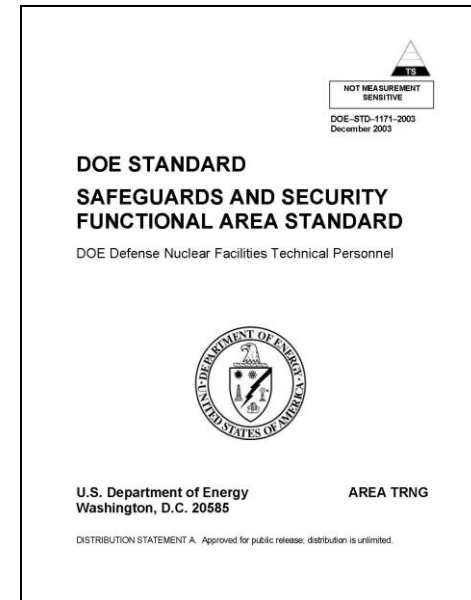 TS
NOT MEASUREMENT
SENSITIVE
DOE-STD-1171-2003
December 2003
DOE STANDARD
SAFEGUARDS AND SECURITY
FUNCTIONAL AREA STANDARD
DOE Defense Nuclear Facilities Technical Personnel
DEPARTMENT OF ENERGY
UNITED STATES OF AMERICA
U.S. Department of Energy
AREA TRNG
Washington, D.C. 20585
DISTRIBUTION STATEMENT A. Approved for public release; distribution is unlimited.